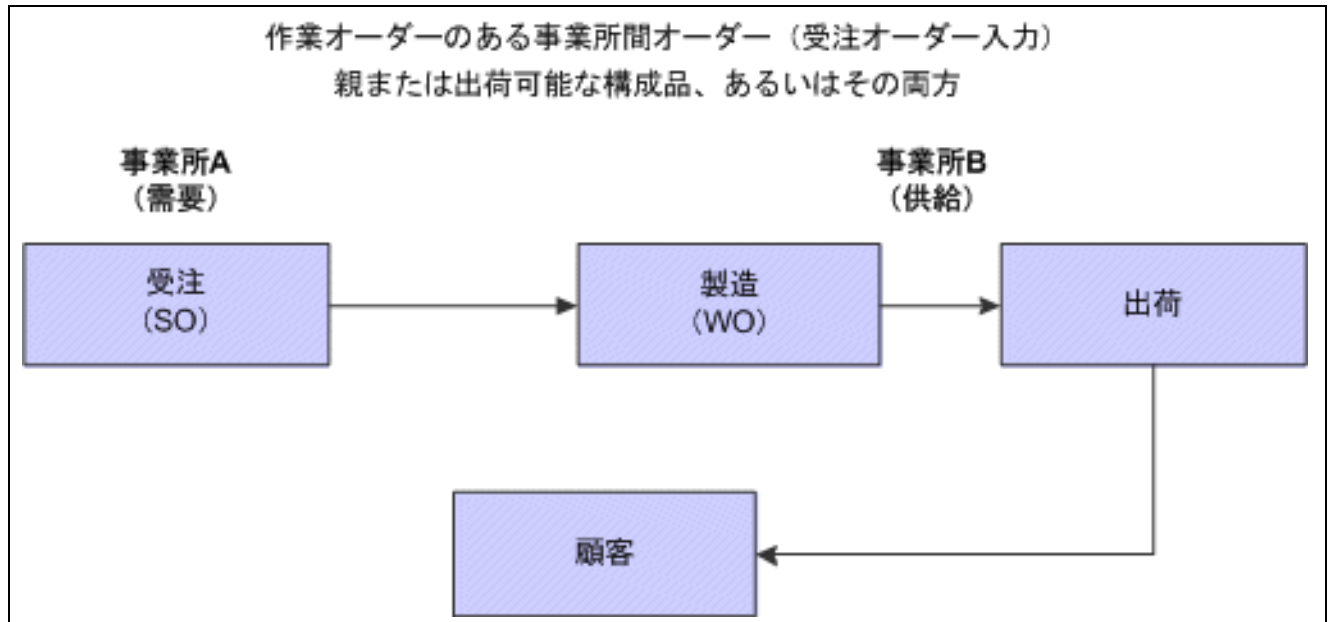 作業オーダーのある事業所間オーダー（受注オーダー入力）
親または出荷可能な構成品、あるいはその両方
事業所A
（需要）
事業所B
（供給）
受注
（SO）
製造
（WO）
出荷
顧客